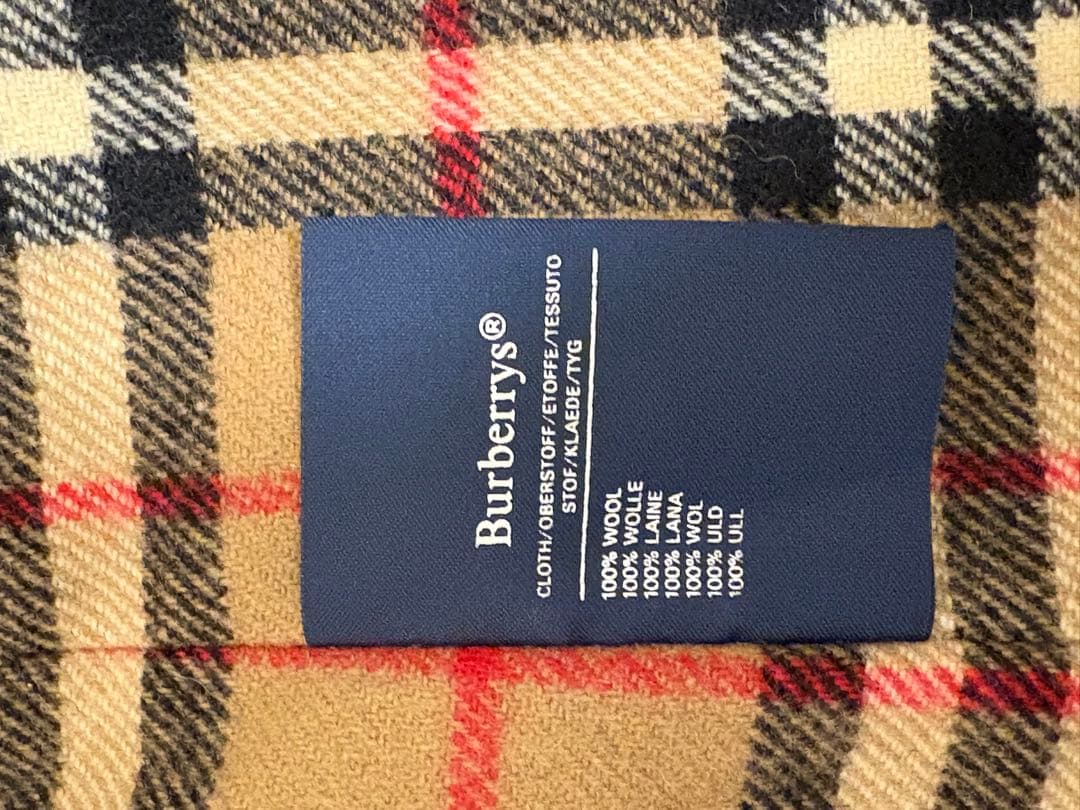 Burberrys®
CLOTH/OBERSTOFF/ETOFFE/TESSUTO
STOF/KLAEDE/TYG
100% WOOL
100% WOLLE
100% LAINE
100% LANA
100% WOL
100% ULD
100% ULL